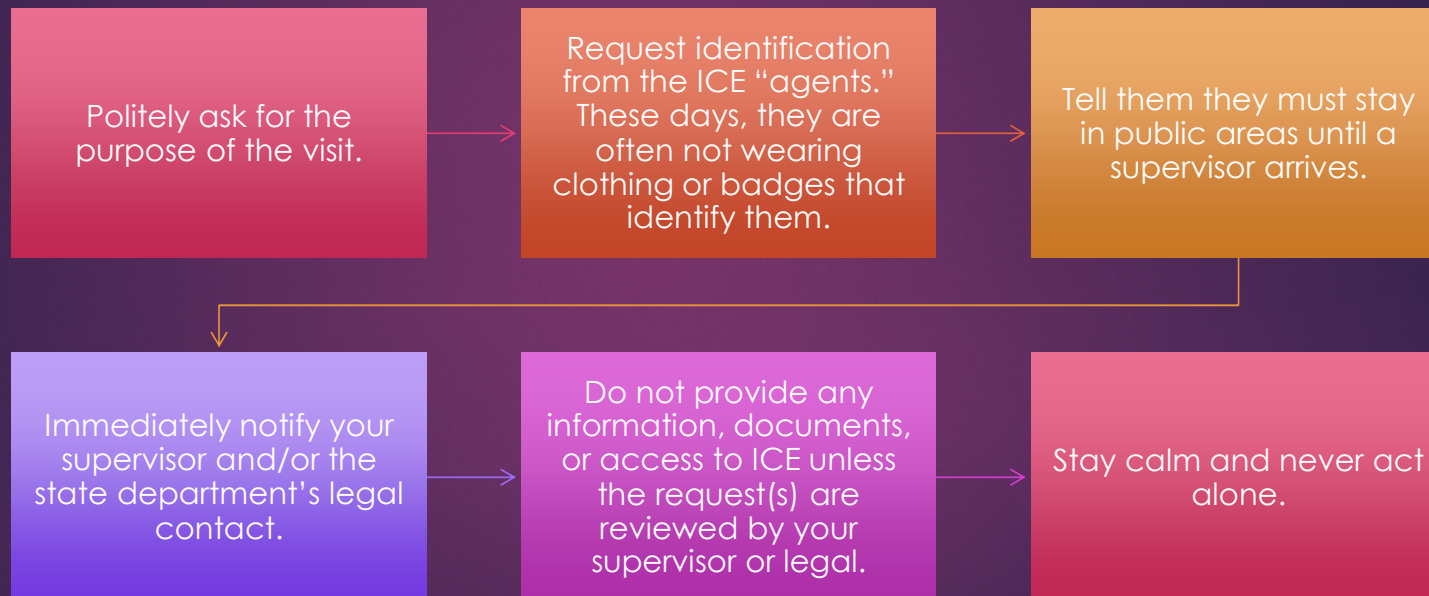 Politely ask for the
purpose of the visit.
Request identification
from the ICE “agents.”
These days, they are
often not wearing
clothing or badges that
identify them.
Tell them they must stay
in public areas until a
supervisor arrives.
Immediately notify your
supervisor and/or the
state department’s legal
contact.
Do not provide any
information, documents,
or access to ICE unless
the request(s) are
reviewed by your
supervisor or legal.
Stay calm and never act
alone.